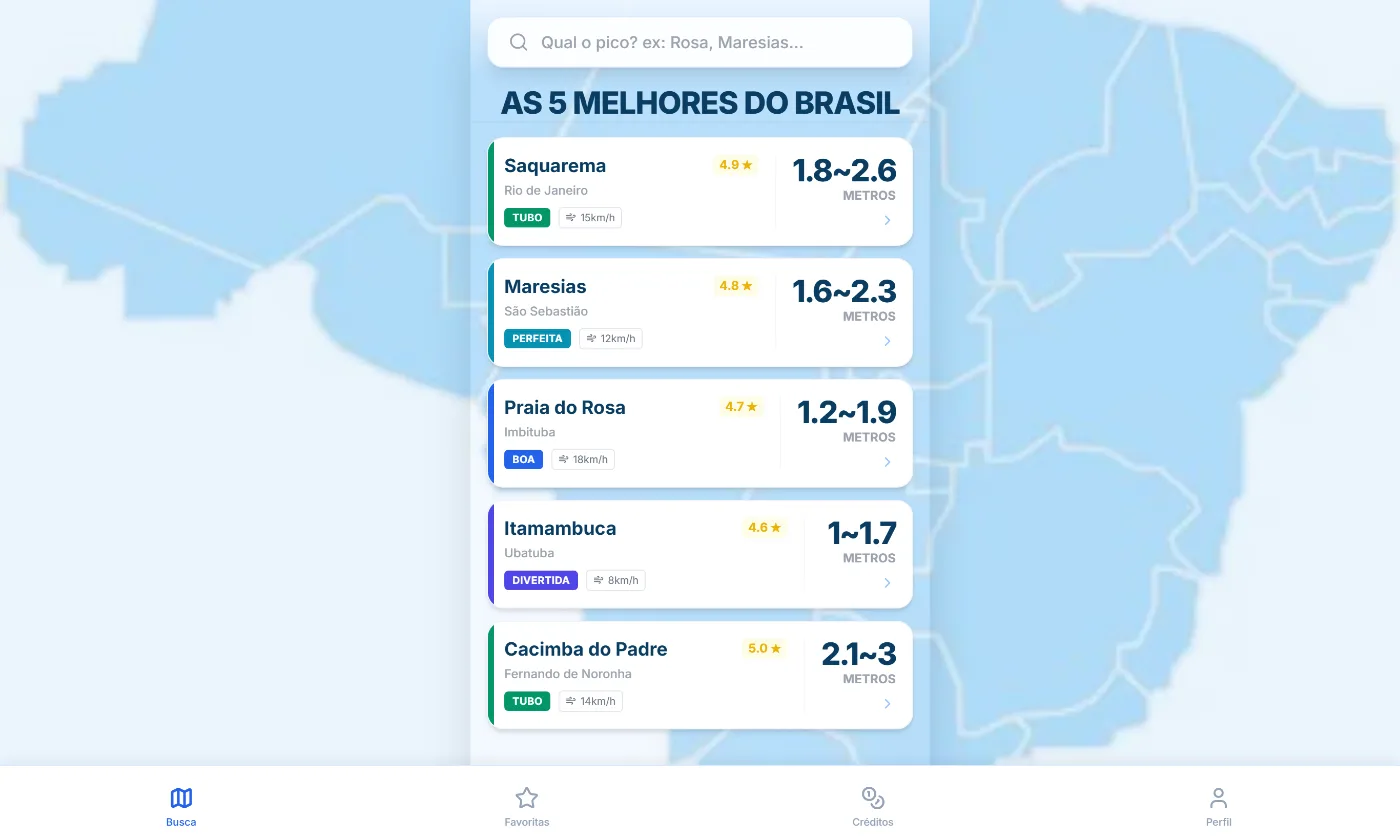 Qual o pico? ex: Rosa, Maresias...
AS 5 MELHORES DO BRASIL
Saquarema
4.9 ★
1.8~2.6
Rio de Janeiro
METROS
TUBO
15km/h
Maresias
4.8 ★
1.6~2.3
São Sebastião
METROS
PERFEITA
12km/h
Praia do Rosa
4.7 ★
1.2~1.9
Imbituba
METROS
BOA
18km/h
Itamambuca
4.6 ★
1~1.7
Ubatuba
METROS
DIVERTIDA
8km/h
Cacimba do Padre
5.0 ★
2.1~3
Fernando de Noronha
METROS
TUBO
14km/h
Busca
Favoritas
Créditos
Perfil